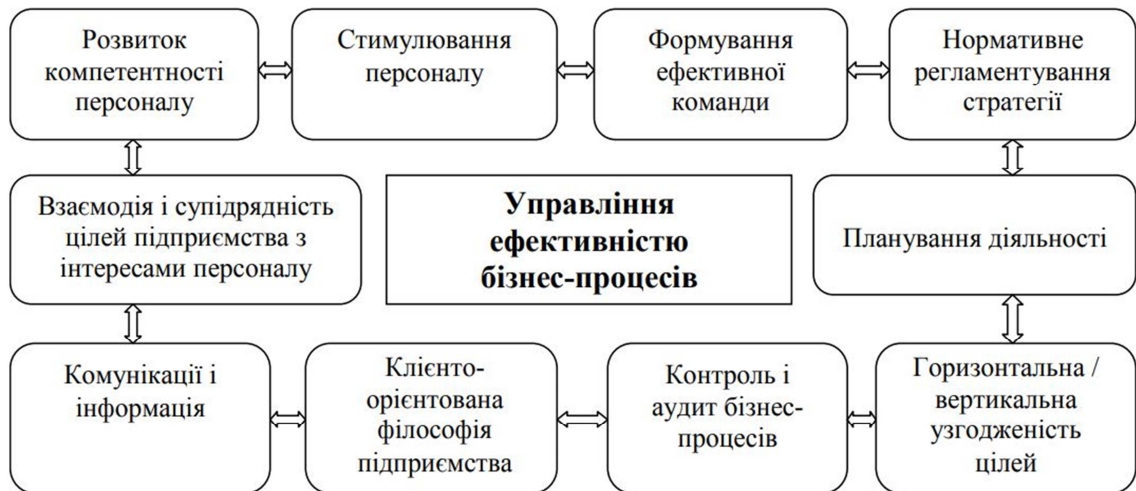 Розвиток
компетентності
персоналу
Стимулювання
персоналу
Формування
ефективної
команди
Нормативне
регламентування
стратегії
Взаємодія і супідрядність
цілей підприємства з
інтересами персоналу
Управління
ефективністю
бізнес-процесів
Планування діяльності
Комунікації і
інформація
Клієнто-
орієнтована
філософія
підприємства
Контроль і
аудит бізнес-
процесів
Горизонтальна /
вертикальна
узгодженість
цілей